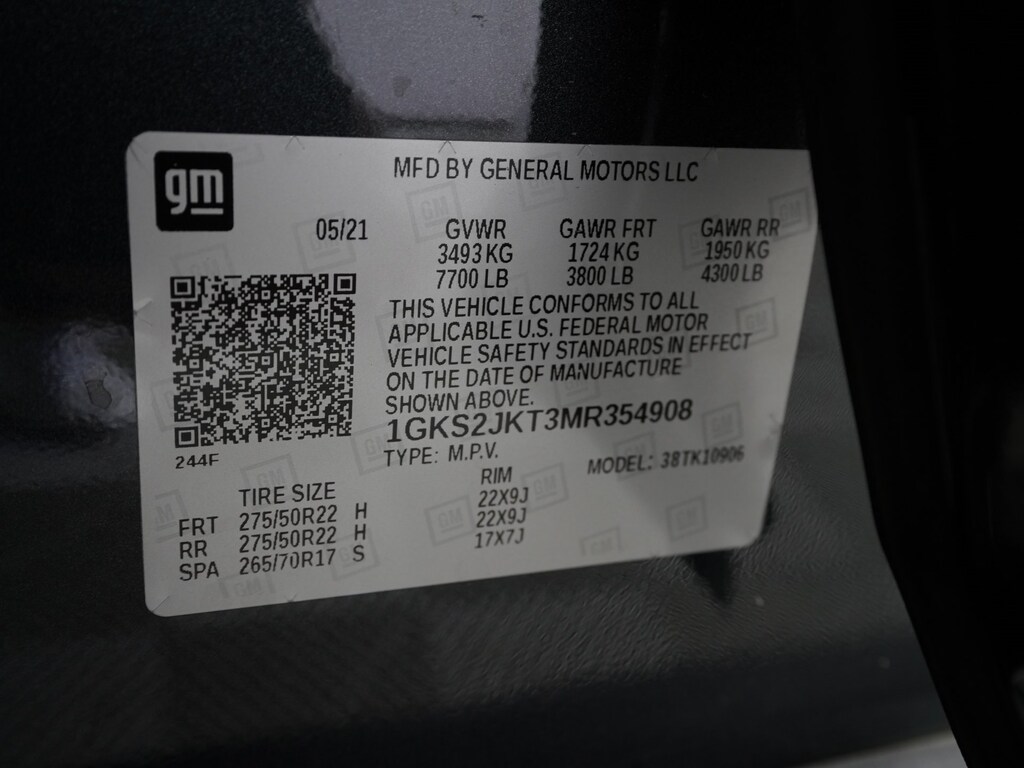 gm
MFD BY GENERAL MOTORS LLC
05/21 GVWR GAWR FRT GAWR RR
3493 KG 1724 KG 1950 KG
7700 LB 3800 LB 4300 LB
THIS VEHICLE CONFORMS TO ALL
APPLICABLE U.S. FEDERAL MOTOR
VEHICLE SAFETY STANDARDS IN EFFECT
ON THE DATE OF MANUFACTURE
SHOWN ABOVE.
1GKS2JKT3MR354908
244F
TYPE: M.P.V. MODEL: 38TK10906
TIRE SIZE RIM
FRT 275/50R22 H 22X9J
RR 275/50R22 H 22X9J
SPA 265/70R17 S 17X7J